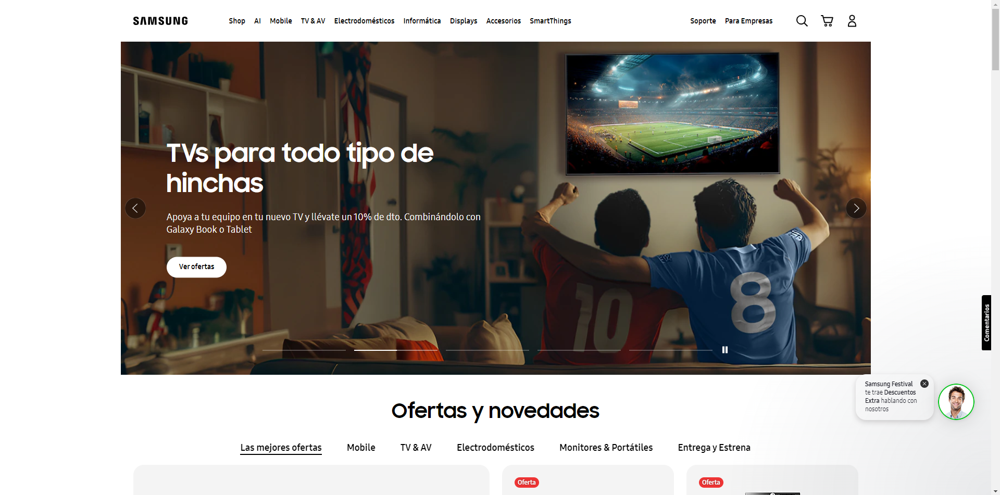 SAMSUNG
Shop
AI
Mobile
TV & AV
Electrodomésticos
Informática
Displays
Accesorios
SmartThings
Soporte
Para Empresas
TVs para todo tipo de
hinchas
Apoya a tu equipo en tu nuevo TV y llévate un 10% de dto. Combinándolo con
Galaxy Book o Tablet
Ver ofertas
10
8
Comentarios
Samsung Festival
te trae Descuentos
Extra hablando con
nosotros
Ofertas y novedades
Las mejores ofertas
Mobile
TV & AV
Electrodomésticos
Monitores & Portátiles
Entrega y Estrena
Oferta
Oferta